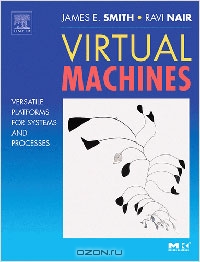 JAMES E. SMITH • RAVI NAIR
VIRTUAL
MACHINES
VERSATILE
PLATFORMS
FOR SYSTEMS
AND
PROCESSES
OZON.RU